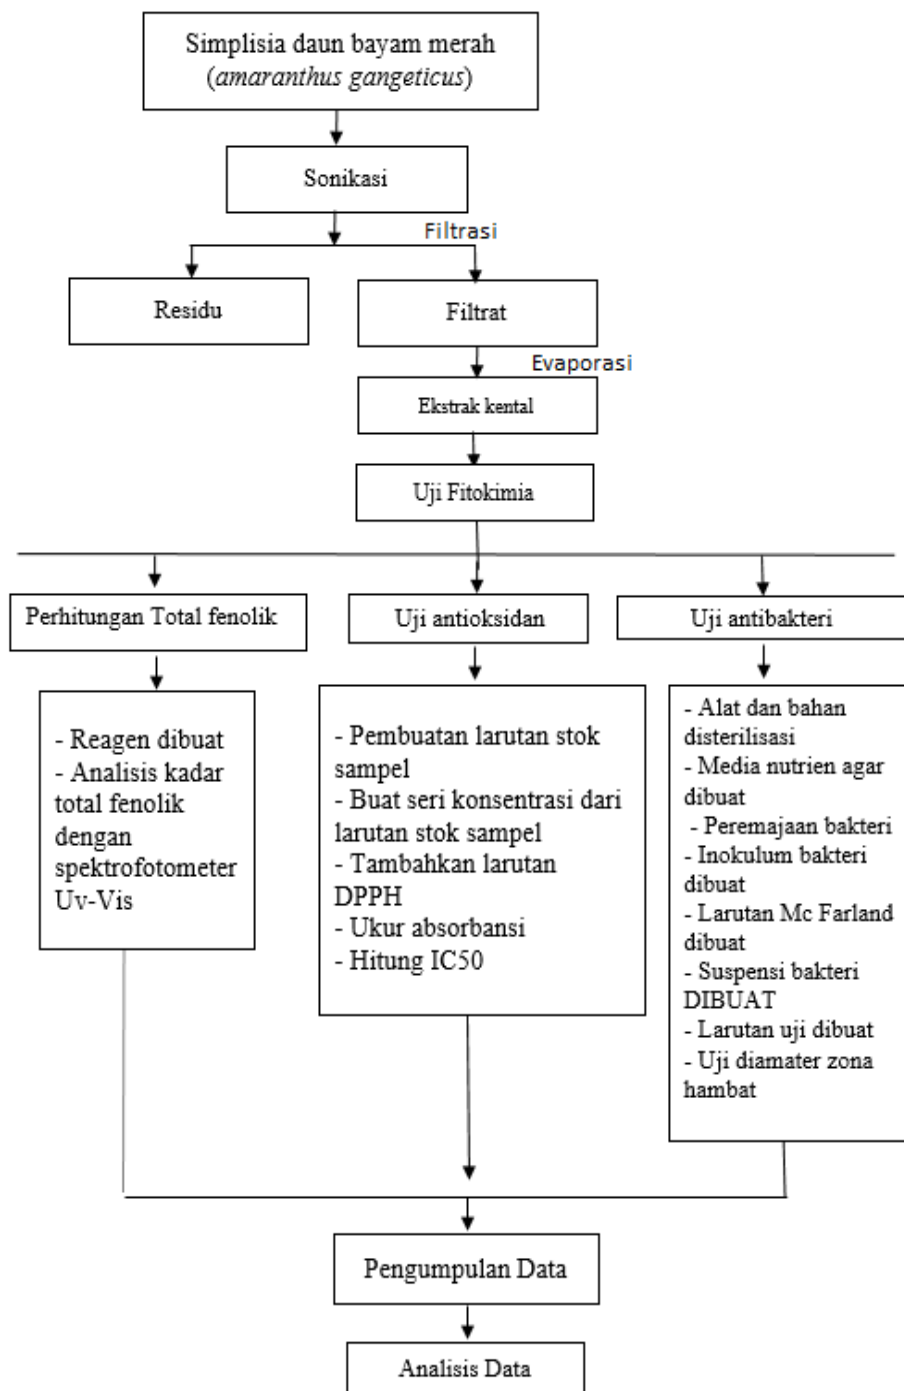 Simplisia daun bayam merah
(amaranthus gangeticus)
Sonikasi
Filtrasi
Residu
Filtrat
Evaporasi
Ekstrak kental
Uji Fitokimia
Perhitungan Total fenolik
Uji antioksidan
Uji antibakteri
- Reagen dibuat
- Analisis kadar
total fenolik
dengan
spektrofotometer
Uv-Vis
- Pembuatan larutan stok
sampel
- Buat seri konsentrasi dari
larutan stok sampel
- Tambahkan larutan
DPPH
- Ukur absorbansi
- Hitung IC50
- Alat dan bahan
disterilisasi
- Media nutrien agar
dibuat
- Peremajaan bakteri
- Inokulum bakteri
dibuat
- Larutan Mc Farland
dibuat
- Suspensi bakteri
DIBUAT
- Larutan uji dibuat
- Uji diamater zona
hambat
Pengumpulan Data
Analisis Data